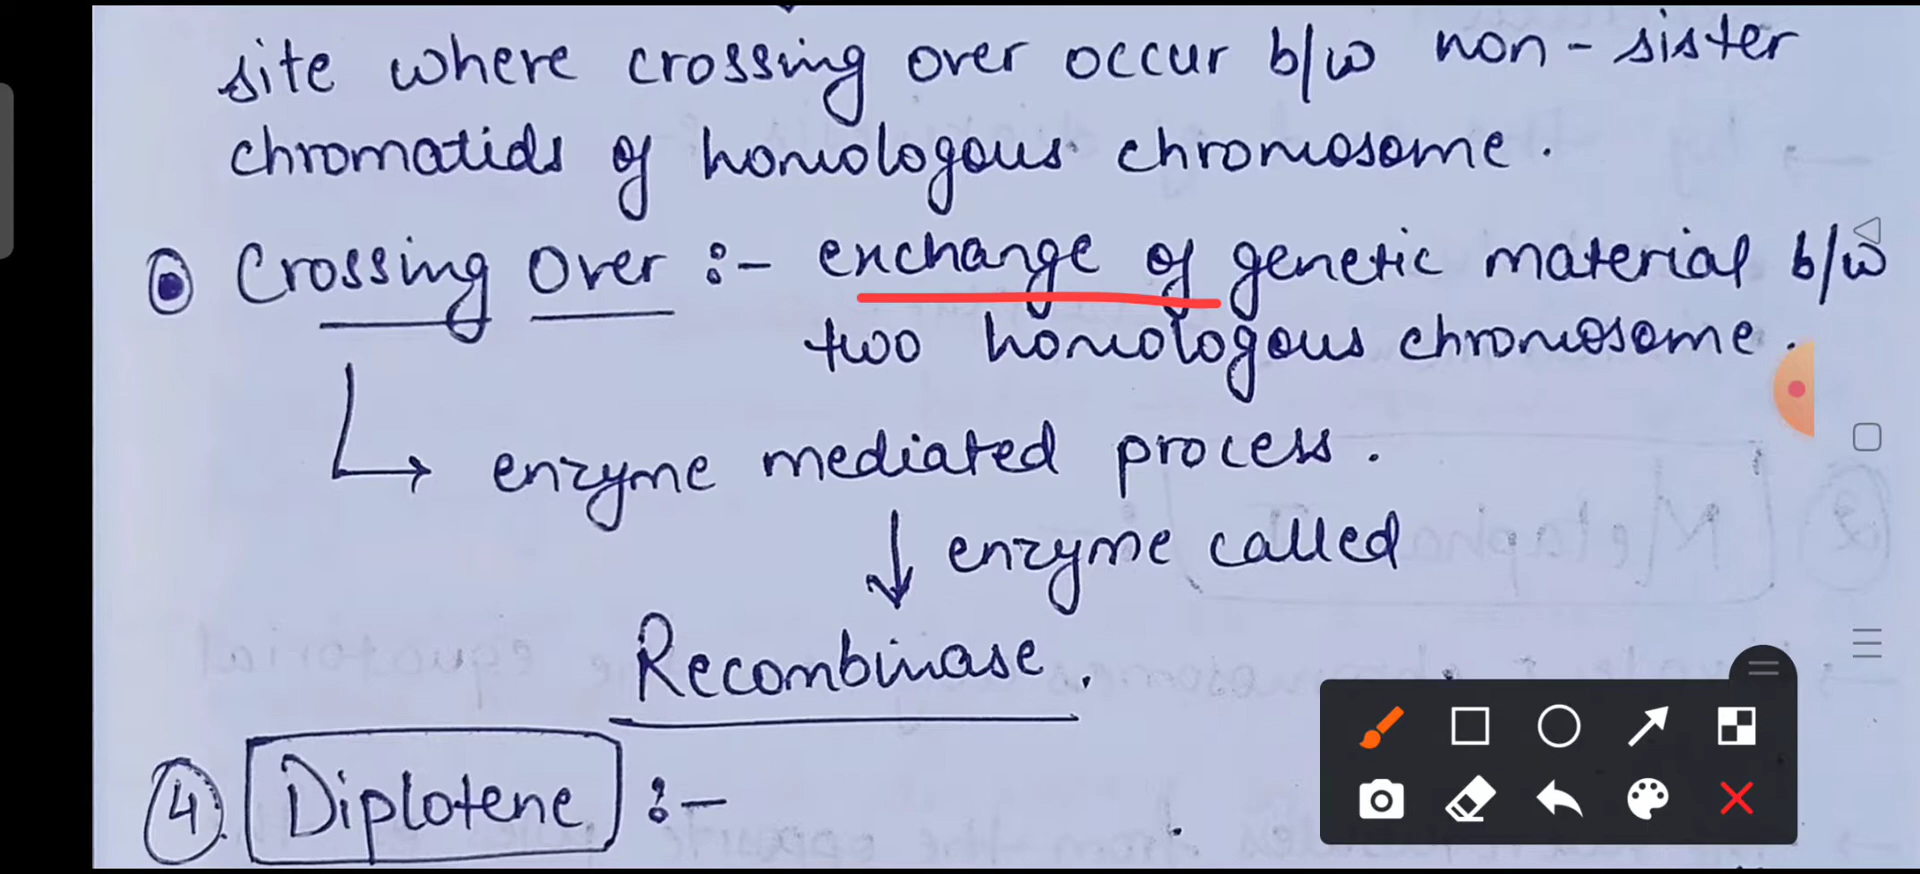 site where crossing over occur b/w non-sister
chromatids of homologous chromosome.
Crossing Over :- exchange of genetic material b/w
two homologous chromosome.
enzyme mediated process.
enzyme called
Recombinase.
4. Diplotene :-